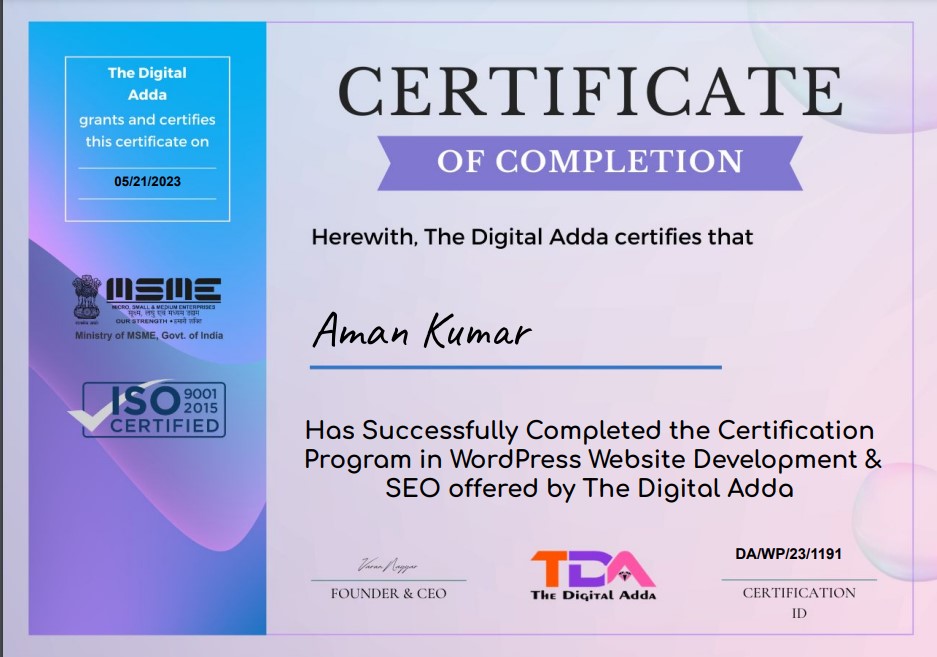 The Digital
Adda
grants and certifies
this certificate on
05/21/2023
MSME
MICRO, SMALL & MEDIUM ENTERPRISES
सूक्ष्म, लघु एवं मध्यम उद्यम
OUR STRENGTH • हमारी शक्ति
Ministry of MSME, Govt. of India
ISO 9001
2015
CERTIFIED
CERTIFICATE
OF COMPLETION
Herewith, The Digital Adda certifies that
Aman Kumar
Has Successfully Completed the Certification
Program in WordPress Website Development &
SEO offered by The Digital Adda
FOUNDER & CEO
TDA
The Digital Adda
DA/WP/23/1191
CERTIFICATION
ID